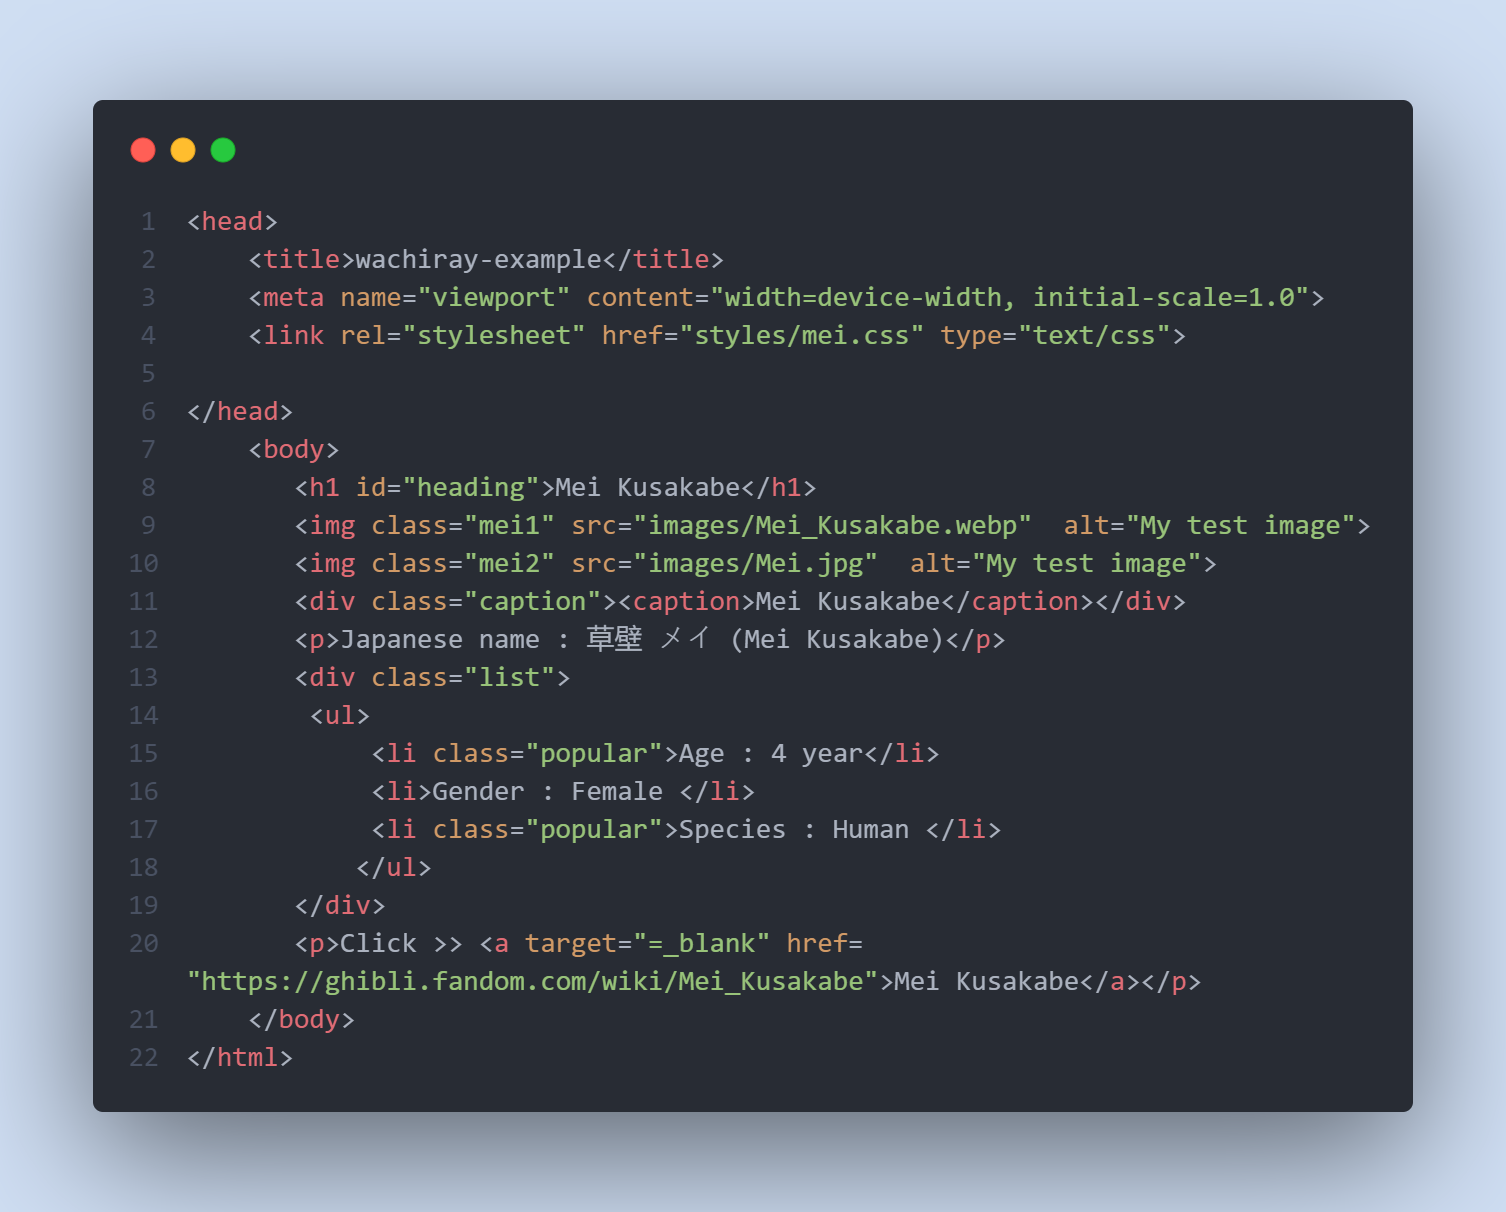 1 <head>
2     <title>wachiray-example</title>
3     <meta name="viewport" content="width=device-width, initial-scale=1.0">
4     <link rel="stylesheet" href="styles/mei.css" type="text/css">
5
6 </head>
7     <body>
8        <h1 id="heading">Mei Kusakabe</h1>
9        <img class="mei1" src="images/Mei_Kusakabe.webp"  alt="My test image">
10        <img class="mei2" src="images/Mei.jpg"  alt="My test image">
11        <div class="caption"><caption>Mei Kusakabe</caption></div>
12        <p>Japanese name : 草壁 メイ (Mei Kusakabe)</p>
13        <div class="list">
14         <ul>
15             <li class="popular">Age : 4 year</li>
16             <li>Gender : Female </li>
17             <li class="popular">Species : Human </li>
18            </ul>
19        </div>
20        <p>Click >> <a target="=_blank" href=
"https://ghibli.fandom.com/wiki/Mei_Kusakabe">Mei Kusakabe</a></p>
21     </body>
22 </html>